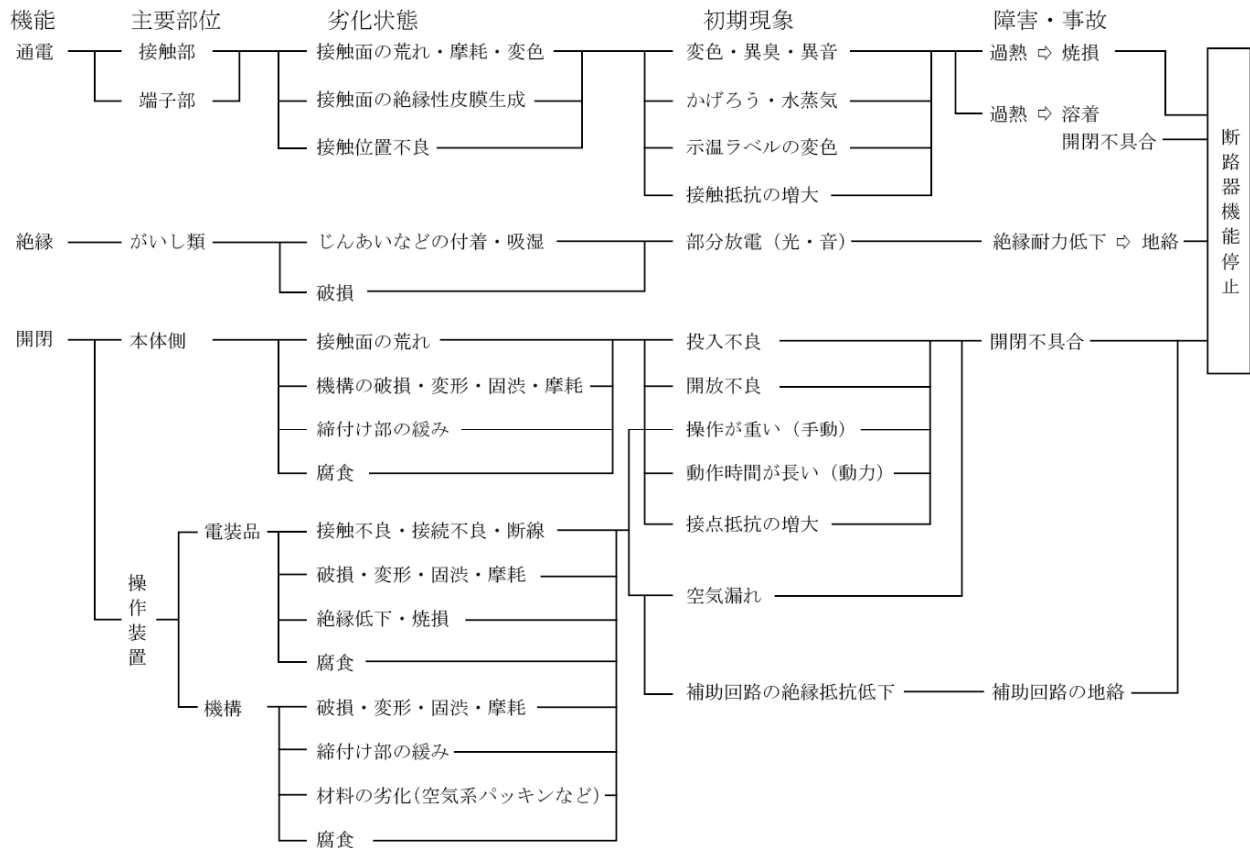 機能 主要部位 劣化状態 初期現象 障害・事故
通電 接触部 接触面の荒れ・摩耗・変色 変色・異臭・異音 過熱 ⇨ 焼損
端子部 接触面の絶縁性皮膜生成 かげろう・水蒸気 過熱 ⇨ 溶着
接触位置不良 示温ラベルの変色 開閉不具合
接触抵抗の増大
断路器機能停止
絶縁 がいし類 じんあいなどの付着・吸湿 部分放電（光・音） 絶縁耐力低下 ⇨ 地絡
破損
開閉 本体側 接触面の荒れ 投入不良 開閉不具合
機構の破損・変形・固渋・摩耗 開放不良
締付け部の緩み 操作が重い（手動）
腐食 動作時間が長い（動力）
電装品 接触不良・接続不良・断線 接点抵抗の増大
破損・変形・固渋・摩耗 空気漏れ
操作装置 絶縁低下・焼損
腐食
機構 破損・変形・固渋・摩耗 補助回路の絶縁抵抗低下 補助回路の地絡
締付け部の緩み
材料の劣化(空気系パッキンなど)
腐食